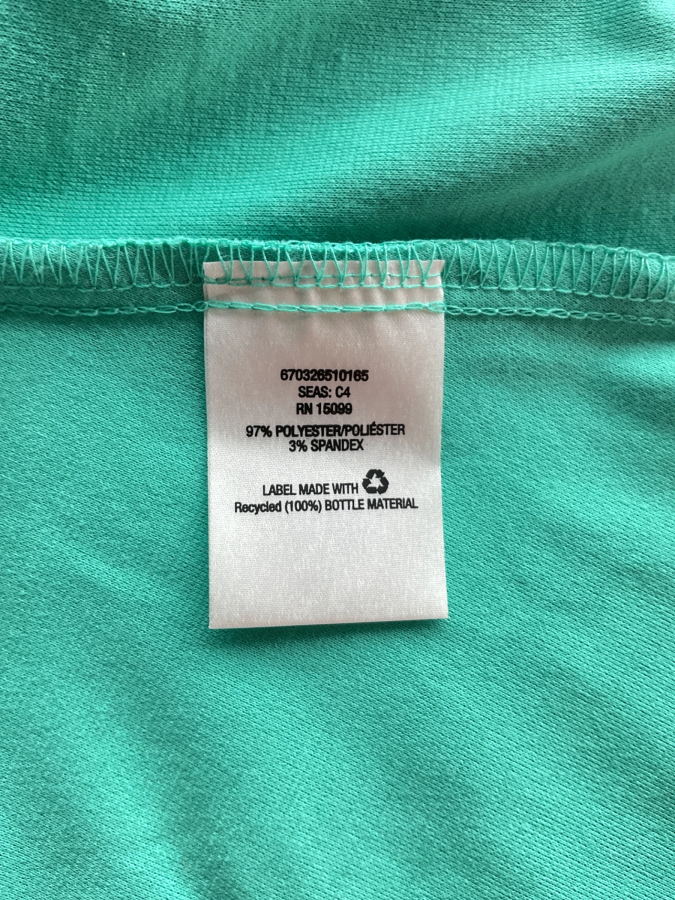 670326510165
SEAS: C4
RN 15099
97% POLYESTER/POLIÉSTER
3% SPANDEX
LABEL MADE WITH
Recycled (100%) BOTTLE MATERIAL